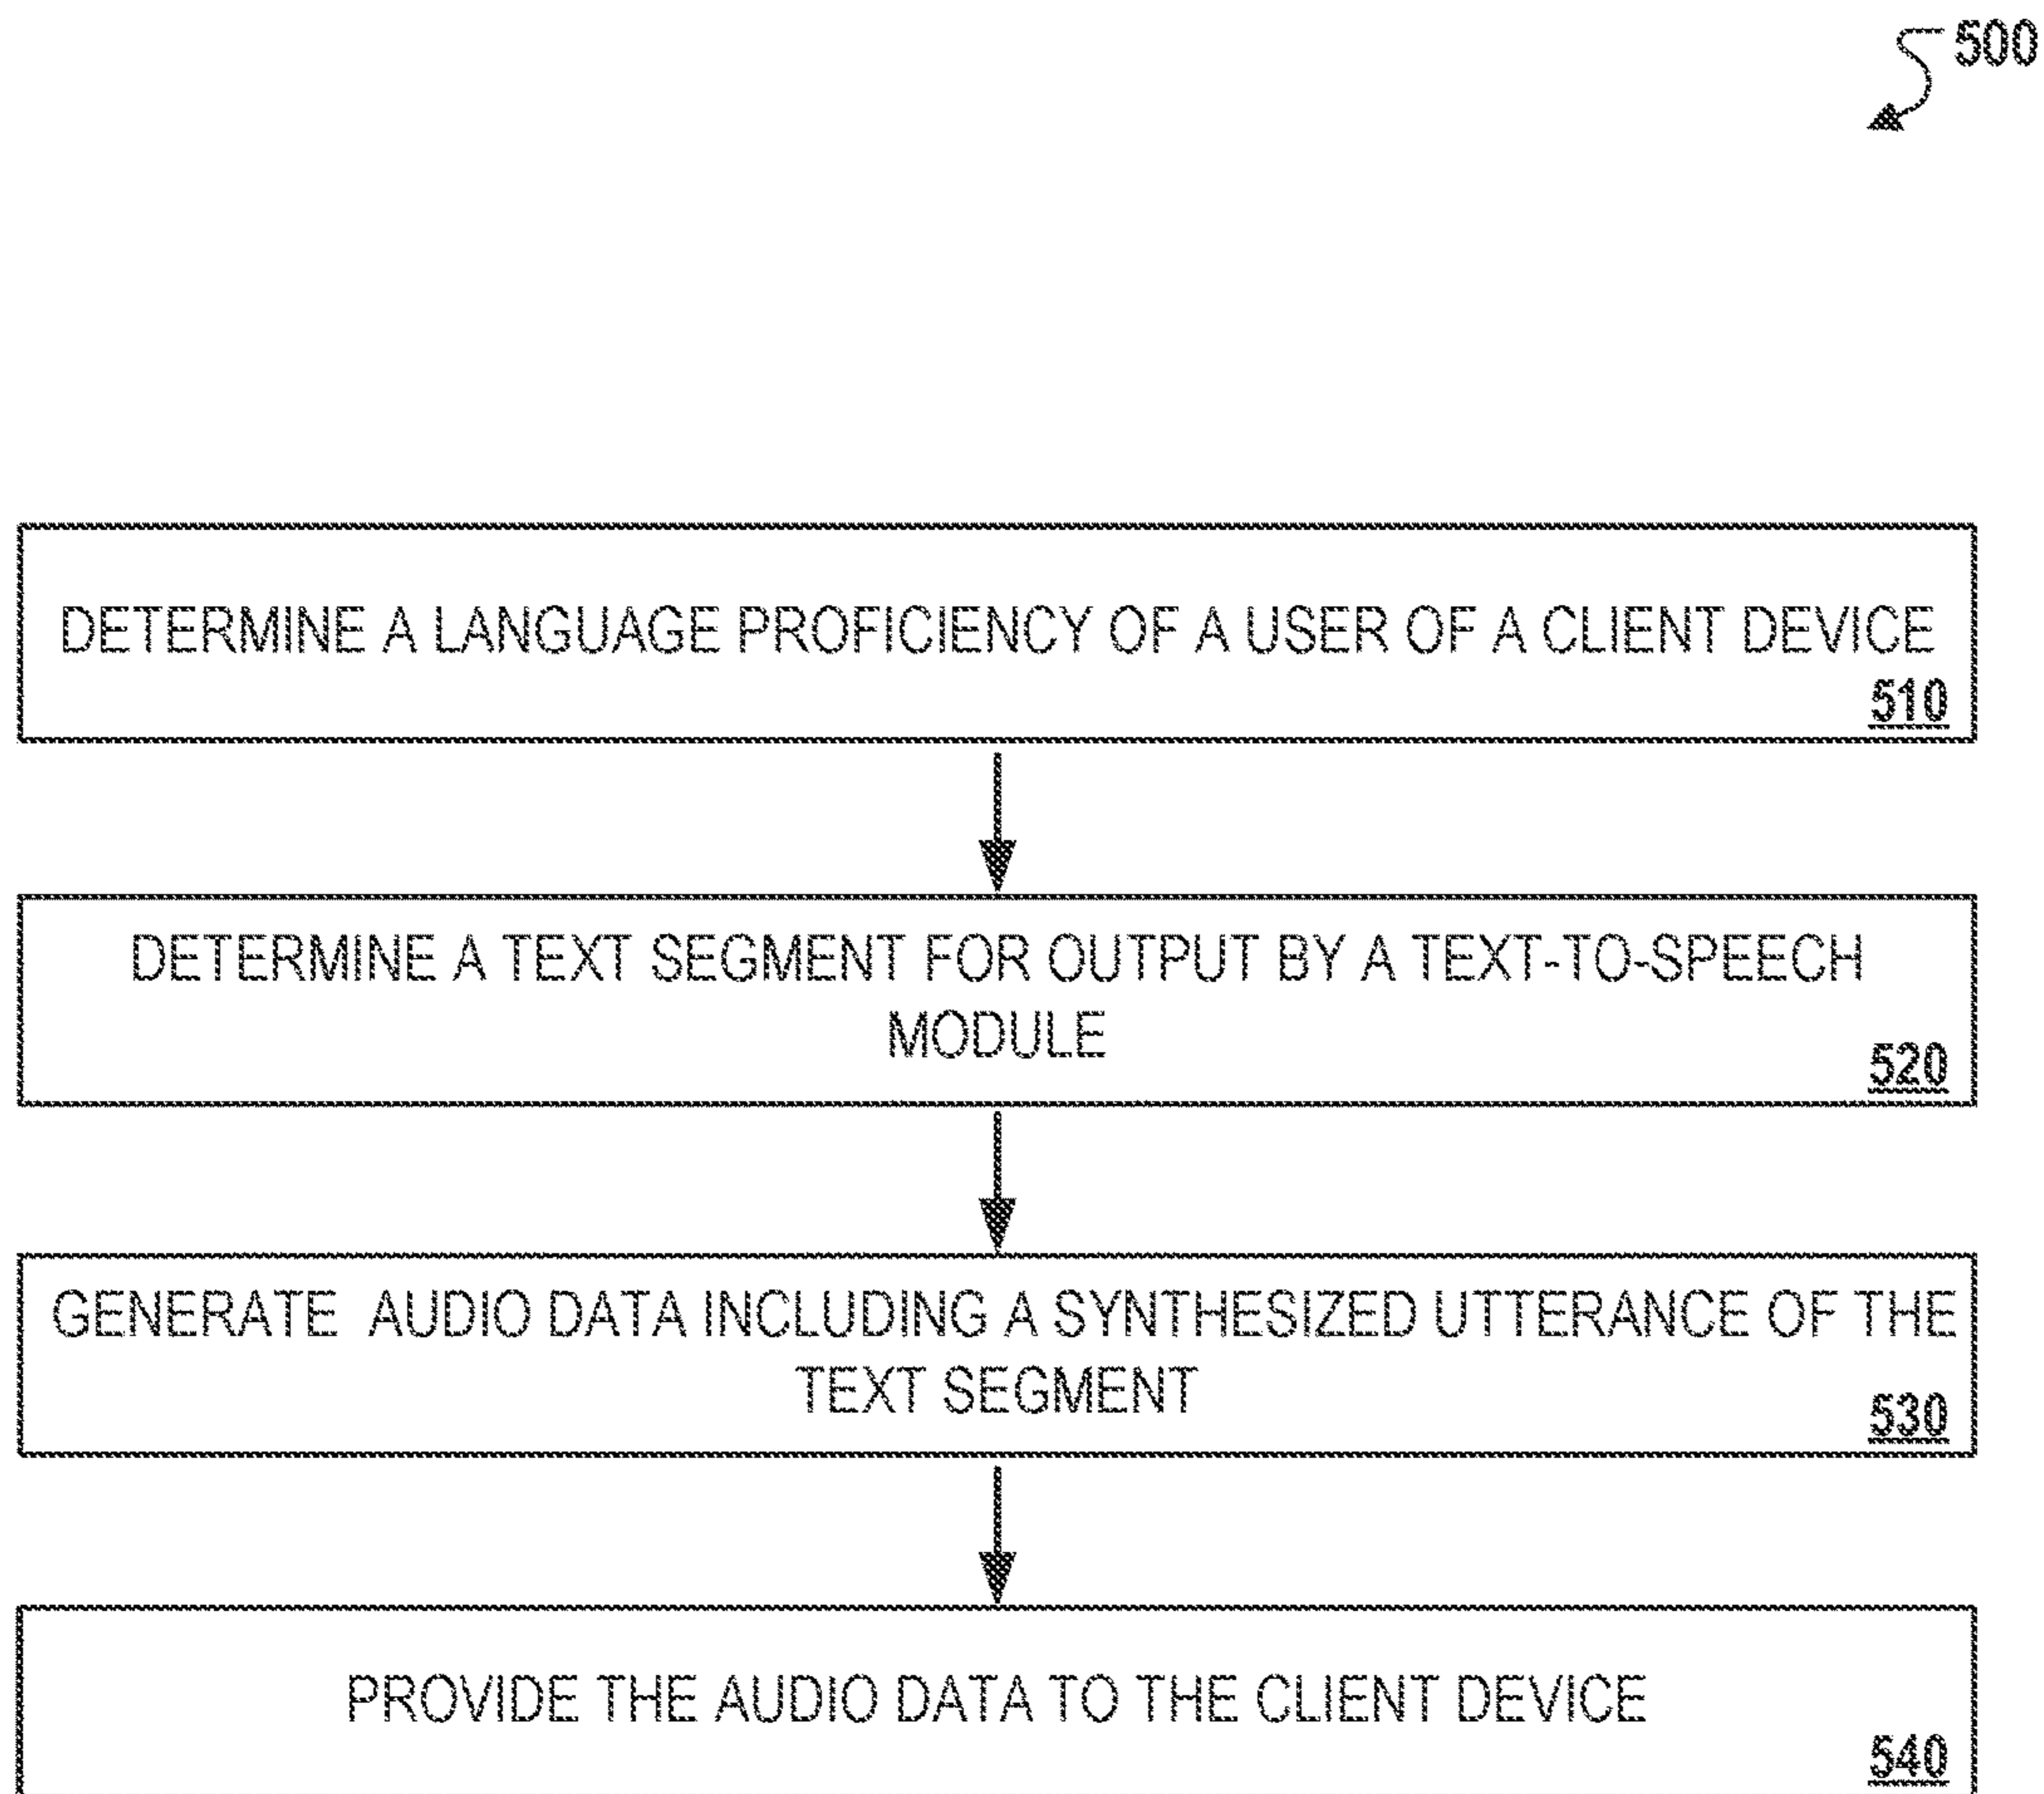 500
DETERMINE A LANGUAGE PROFICIENCY OF A USER OF A CLIENT DEVICE
510
DETERMINE A TEXT SEGMENT FOR OUTPUT BY A TEXT-TO-SPEECH
MODULE
520
GENERATE AUDIO DATA INCLUDING A SYNTHESIZED UTTERANCE OF THE
TEXT SEGMENT
530
PROVIDE THE AUDIO DATA TO THE CLIENT DEVICE
540